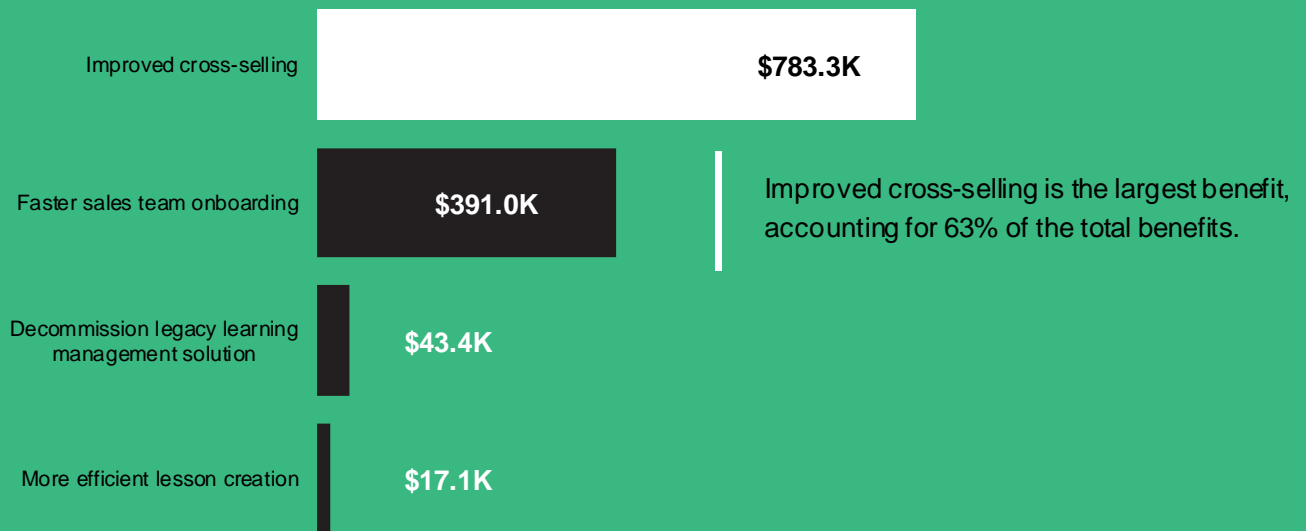 Improved cross-selling
$783.3K
Faster sales team onboarding
$391.0K
Improved cross-selling is the largest benefit,
accounting for 63% of the total benefits.
Decommission legacy learning
management solution
$43.4K
More efficient lesson creation
$17.1K